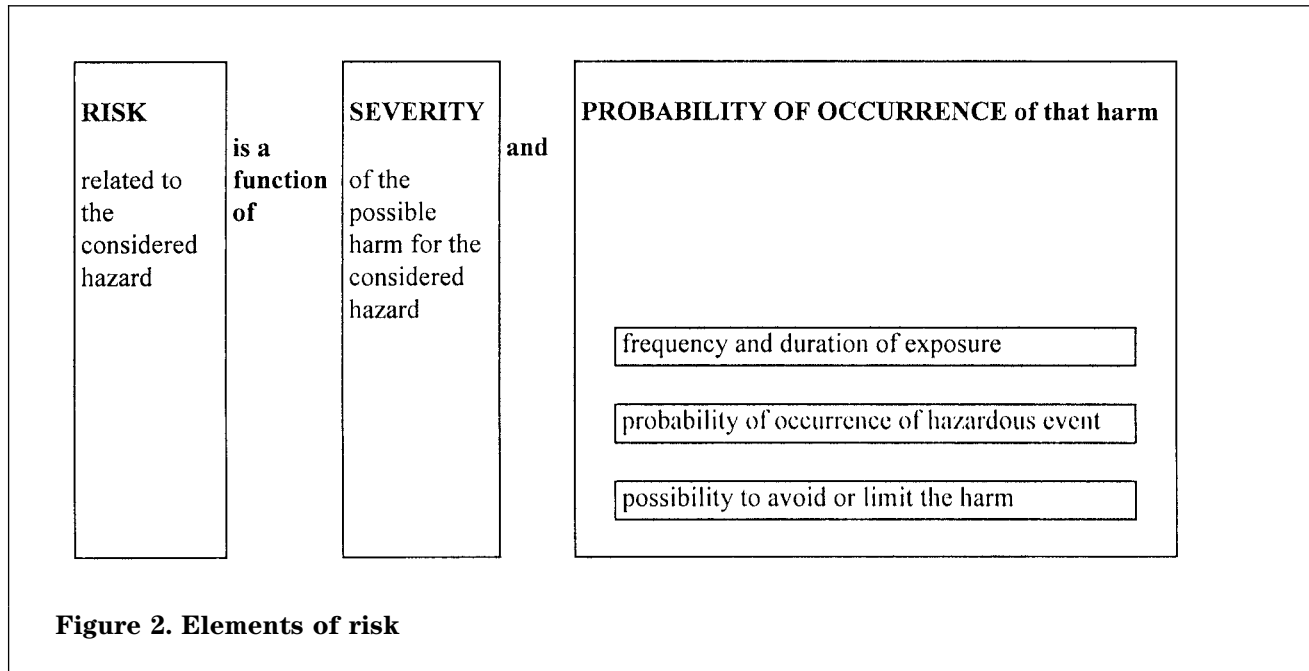 RISK
related to
the
considered
hazard
is a
function
of
SEVERITY
of the
possible
harm for the
considered
hazard
and
PROBABILITY OF OCCURRENCE of that harm
frequency and duration of exposure
probability of occurrence of hazardous event
possibility to avoid or limit the harm
Figure 2. Elements of risk